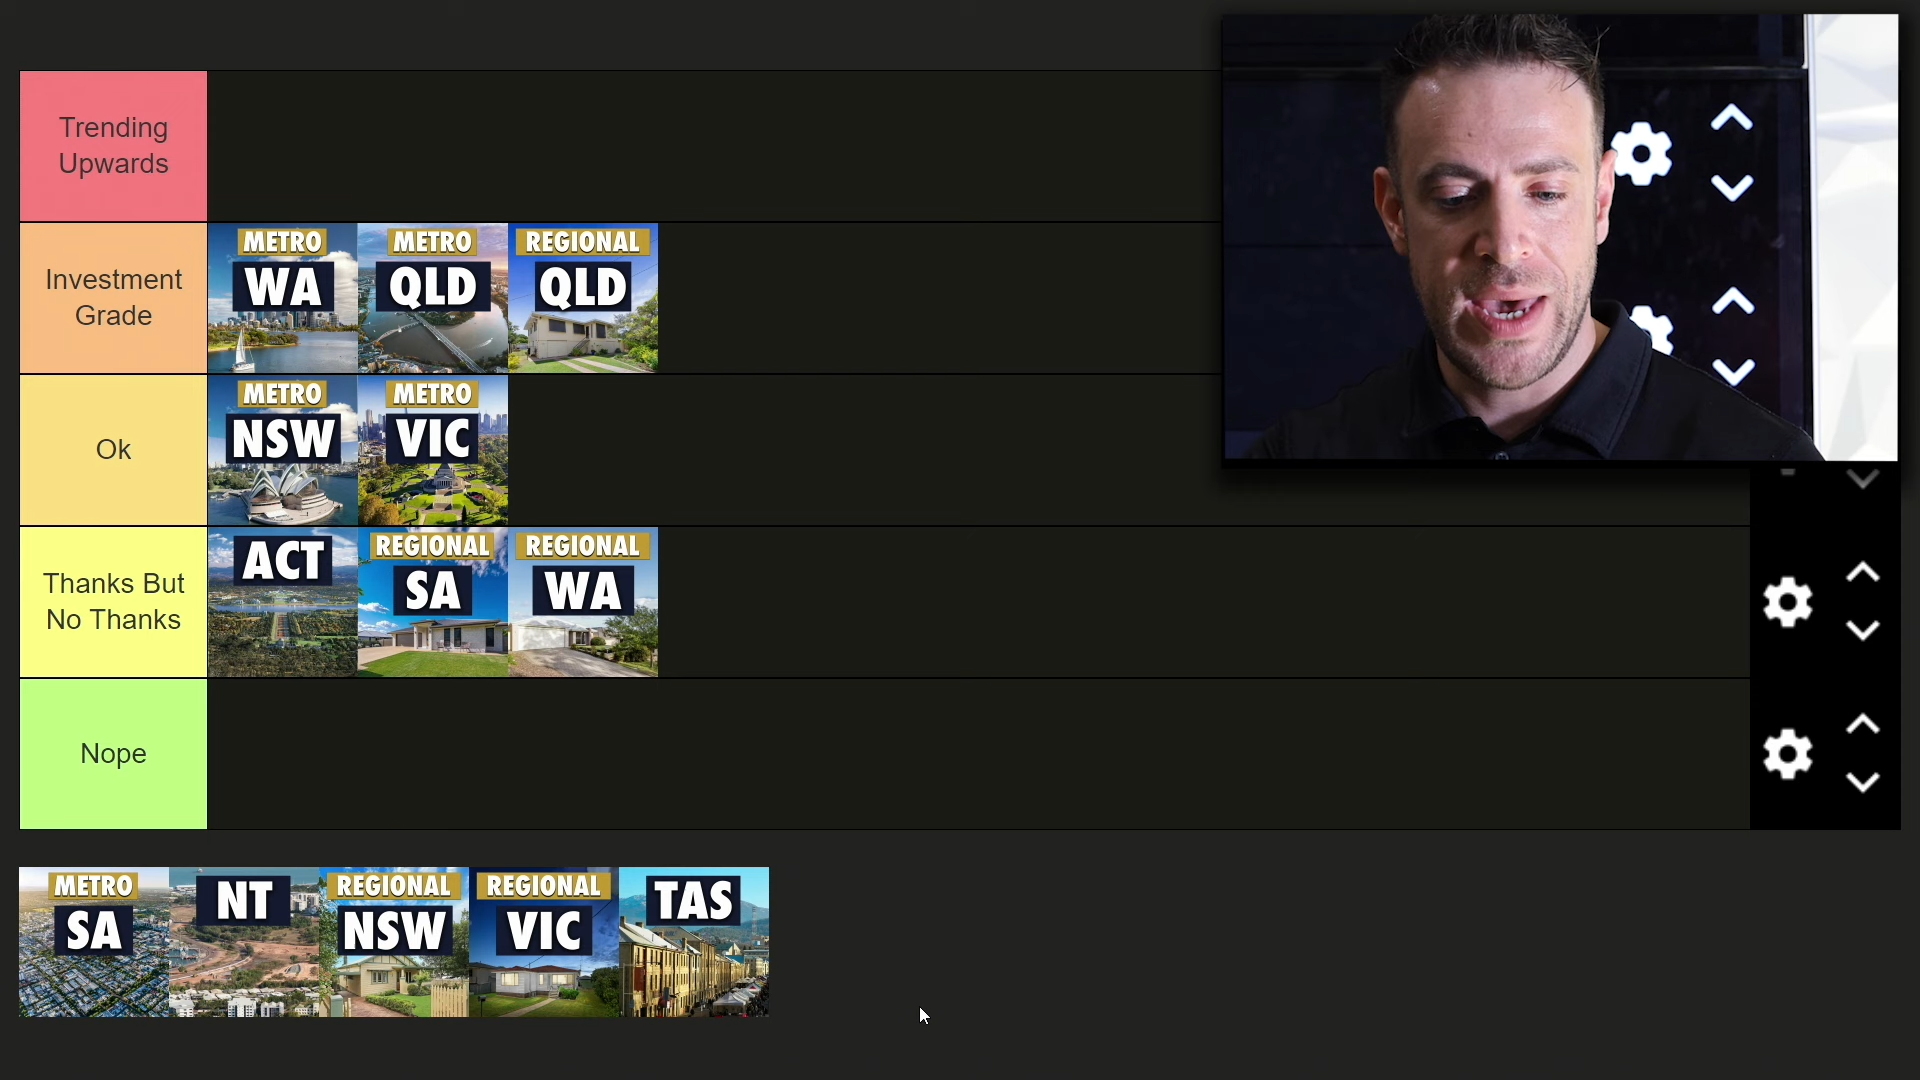 Trending
Upwards
Investment
Grade
METRO
WA
METRO
QLD
REGIONAL
QLD
Ok
METRO
NSW
METRO
VIC
Thanks But
No Thanks
ACT
REGIONAL
SA
REGIONAL
WA
Nope
METRO
SA
NT
REGIONAL
NSW
REGIONAL
VIC
TAS